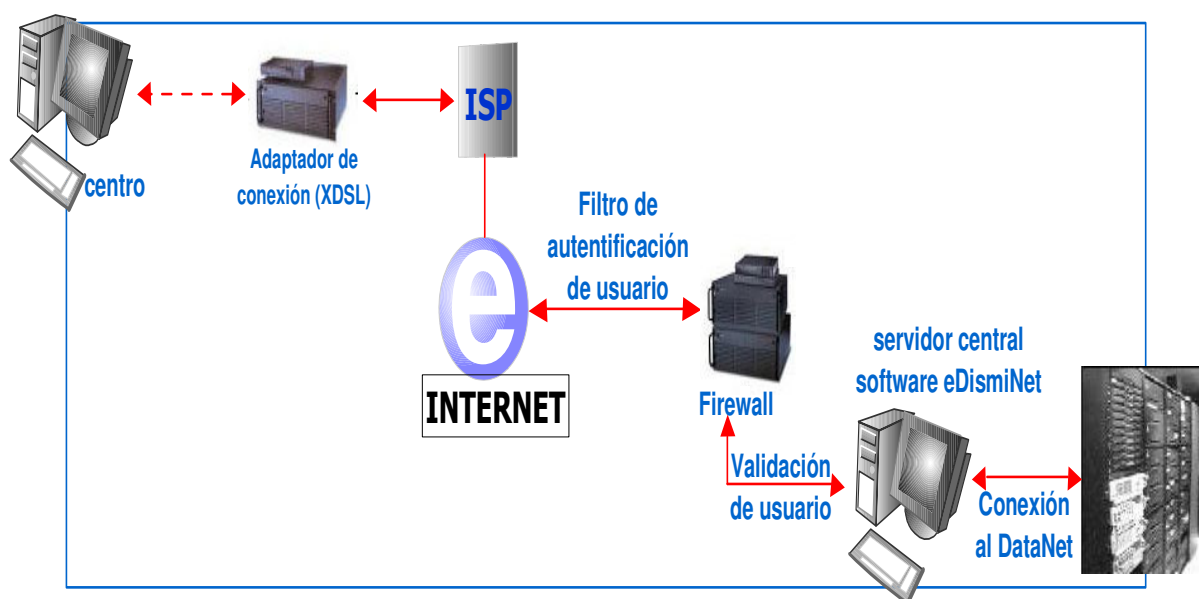 centro
Adaptador de
conexión (XDSL)
ISP
e
INTERNET
Filtro de
autentificación
de usuario
Firewall
Validación
de usuario
servidor central
software eDismiNet
Conexión
al DataNet